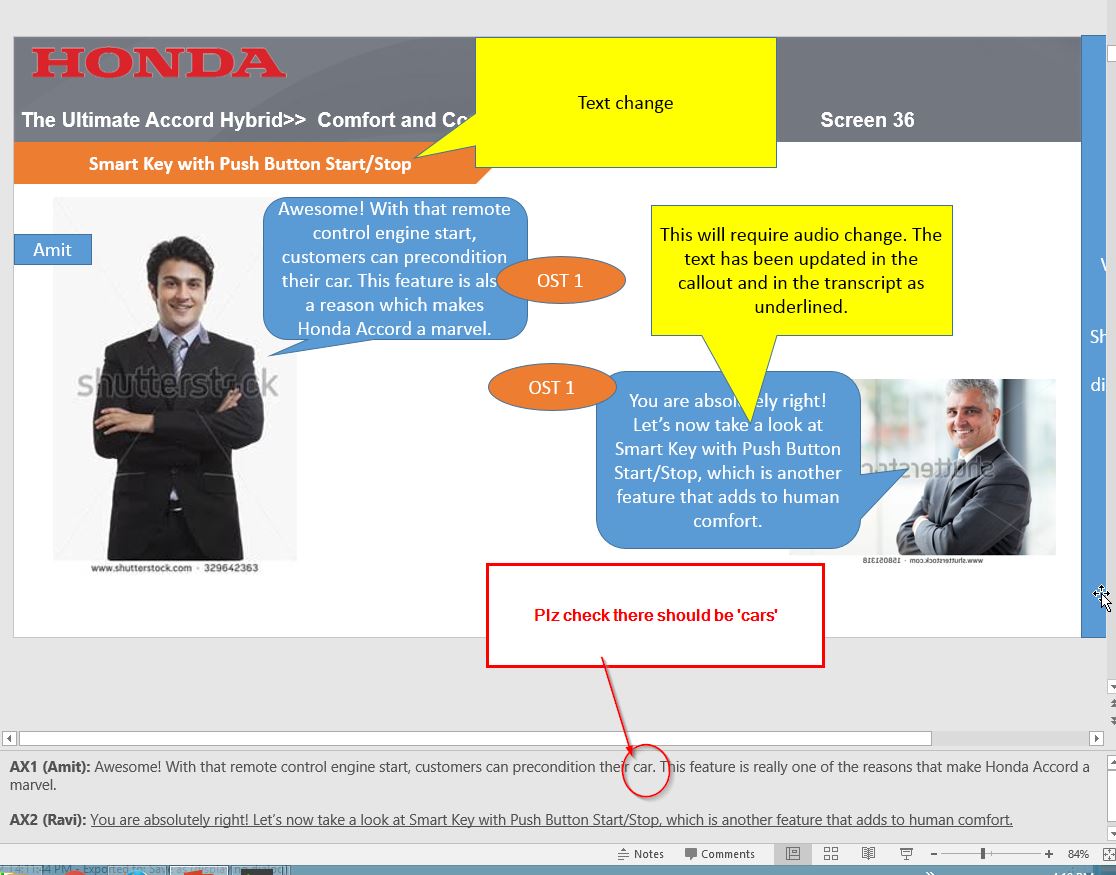 HONDA
Text change
The Ultimate Accord Hybrid>> Comfort and Co
Screen 36
Smart Key with Push Button Start/Stop
Amit
Awesome! With that remote
control engine start,
customers can precondition
their car. This feature is als
a reason which makes
Honda Accord a marvel.
OST 1
This will require audio change. The
text has been updated in the
callout and in the transcript as
underlined.
OST 1
You are absolutely right!
Let's now take a look at
Smart Key with Push Button
Start/Stop, which is another
feature that adds to human
comfort.
shutterstock
shutterstock
www.shutterstock.com · 329642363
www.shutterstock.com · 158051318
Sh
di
Plz check there should be 'cars'
AX1 (Amit): Awesome! With that remote control engine start, customers can precondition their car. This feature is really one of the reasons that make Honda Accord a
marvel.
AX2 (Ravi): You are absolutely right! Let's now take a look at Smart Key with Push Button Start/Stop, which is another feature that adds to human comfort.
Notes
Comments
84%